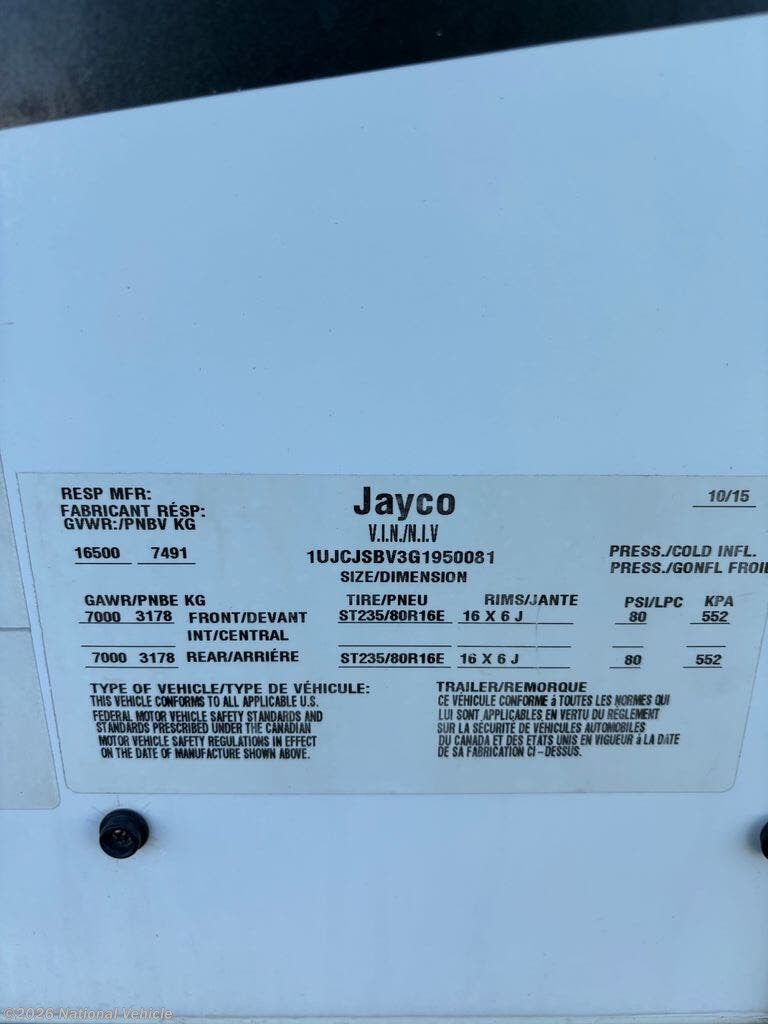 RESP MFR:
FABRICANT RÉSP:
GVWR:/PNBV KG
Jayco
10/15
V.I.N./N.I.V
16500 7491
1UJCJSBV3G1950081
PRESS./COLD INFL.
SIZE/DIMENSION
PRESS./GONFL FROI
GAWR/PNBE KG TIRE/PNEU RIMS/JANTE PSI/LPC KPA
7000 3178 FRONT/DEVANT ST235/80R16E 16 X 6 J 80 552
INT/CENTRAL
7000 3178 REAR/ARRIÉRE ST235/80R16E 16 X 6 J 80 552
TYPE OF VEHICLE/TYPE DE VÉHICULE: TRAILER/REMORQUE
THIS VEHICLE CONFORMS TO ALL APPLICABLE U.S.
FEDERAL MOTOR VEHICLE SAFETY STANDARDS AND
STANDARDS PRESCRIBED UNDER THE CANADIAN
MOTOR VEHICLE SAFETY REGULATIONS IN EFFECT
ON THE DATE OF MANUFACTURE SHOWN ABOVE.
CE VÉHICULE CONFORME à TOUTES LES NORMES QUI
LUI SONT APPLICABLES EN VERTU DU RÉGLEMENT
SUR LA SÉCURITÉ DE VÉHICULES AUTOMOBILES
DU CANADA ET DES ETATS UNIS EN VIGUEUR à LA DATE
DE SA FABRICATION CI-DESSUS.
©2026 National Vehicle